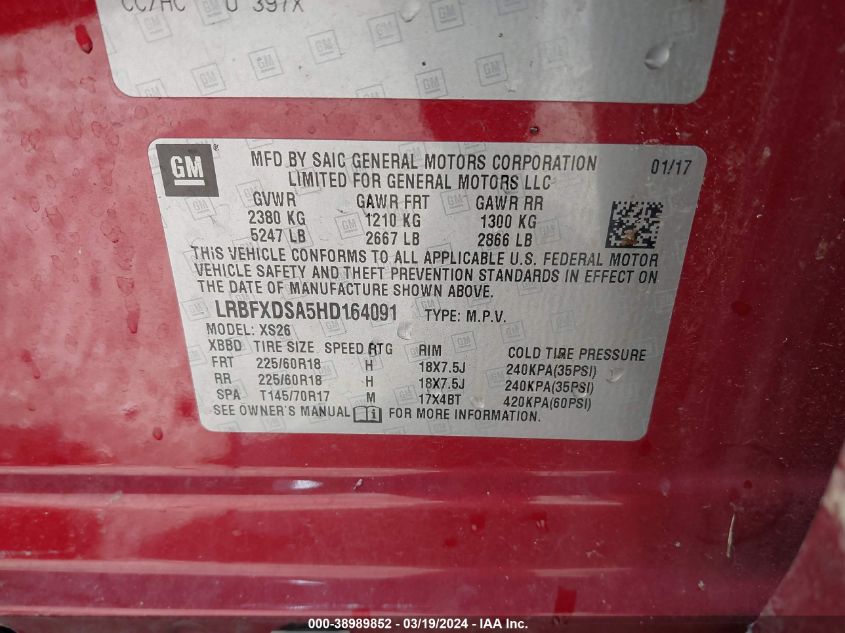 CC/HC U 397X
GM
MFD BY SAIC GENERAL MOTORS CORPORATION 01/17
LIMITED FOR GENERAL MOTORS LLC
GVWR GAWR FRT GAWR RR
2380 KG 1210 KG 1300 KG
5247 LB 2667 LB 2866 LB
THIS VEHICLE CONFORMS TO ALL APPLICABLE U.S. FEDERAL MOTOR
VEHICLE SAFETY AND THEFT PREVENTION STANDARDS IN EFFECT ON
THE DATE OF MANUFACTURE SHOWN ABOVE.
LRBFXDSA5HD164091 TYPE: M.P.V.
MODEL: XS26
XBBD TIRE SIZE SPEED RTG RIM COLD TIRE PRESSURE
FRT 225/60R18 H 18X7.5J 240KPA(35PSI)
RR 225/60R18 H 18X7.5J 240KPA(35PSI)
SPA T145/70R17 M 17X4BT 420KPA(60PSI)
SEE OWNER'S MANUAL FOR MORE INFORMATION.
000-38989852 - 03/19/2024 - IAA Inc.